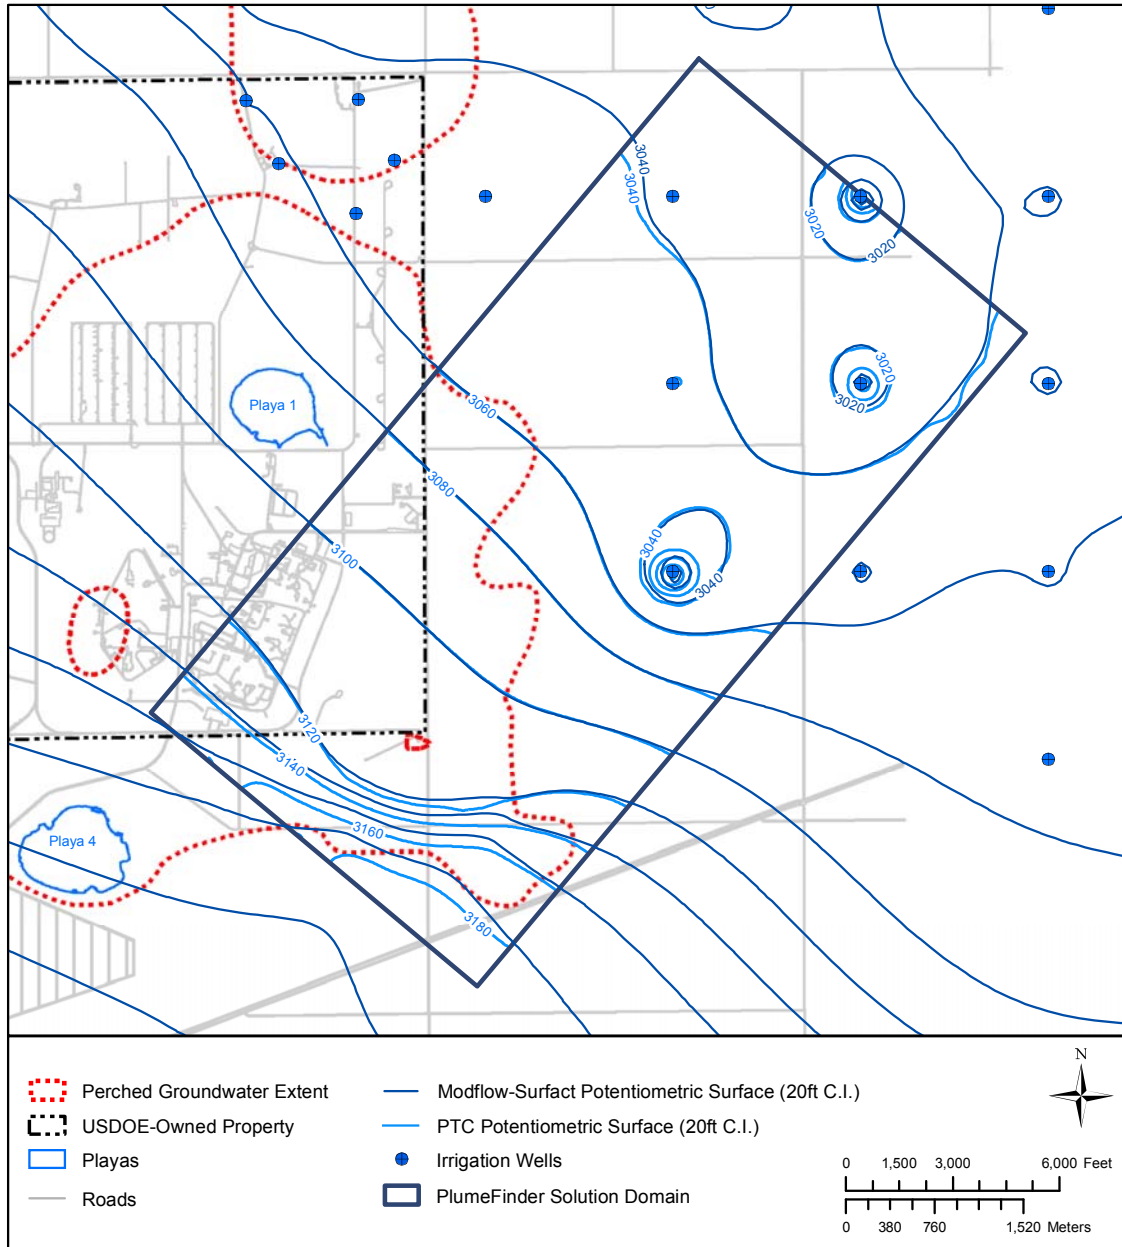 3040
3040
3020
3020
3020
3020
Playa 1
3060
3080
3040
3100
3040
3120
3140
3160
Playa 4
3180
N
Perched Groundwater Extent
Modflow-Surfact Potentiometric Surface (20ft C.I.)
USDOE-Owned Property
PTC Potentiometric Surface (20ft C.I.)
Playas
Irrigation Wells
Roads
PlumeFinder Solution Domain
0 1,500 3,000 6,000 Feet
0 380 760 1,520 Meters